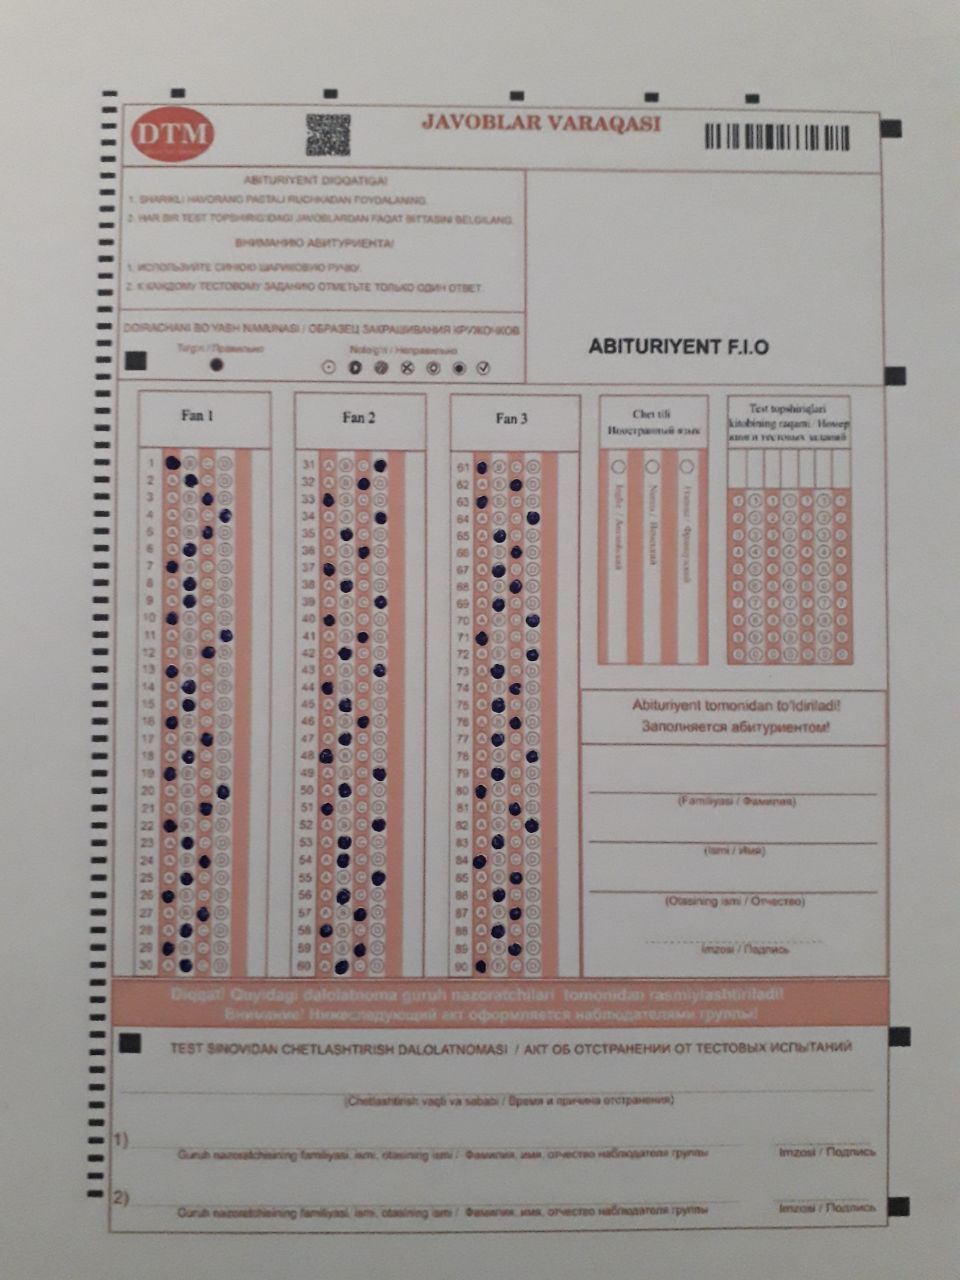 DTM
JAVOBLAR VARAQASI
ABITURIYENT DIQQATIGA!
1. SHARIKLI HAVORANG PASTALI RUCHKADAN FOYDALANING.
2. HAR BIR TEST TOPSHIRIG'IDAGI JAVOBLARDAN FAQAT BITTASINI BELGILANG.
ВНИМАНИЮ АБИТУРИЕНТА!
1. ИСПОЛЬЗУЙТЕ СИНЮЮ ШАРИКОВУЮ РУЧКУ.
2. К КАЖДОМУ ТЕСТОВОМУ ЗАДАНИЮ ОТМЕТЬТЕ ТОЛЬКО ОДИН ОТВЕТ.
DOIRACHANI BO'YASH NAMUNASI / ОБРАЗЕЦ ЗАКРАШИВАНИЯ КРУЖОЧКОВ
To'g'ri / Правильно Noto'g'ri / Неправильно
ABITURIYENT F.I.O
Fan 1
1
2
3
4
5
6
7
8
9
10
11
12
13
14
15
16
17
18
19
20
21
22
23
24
25
26
27
28
29
30
Fan 2
31
32
33
34
35
36
37
38
39
40
41
42
43
44
45
46
47
48
49
50
51
52
53
54
55
56
57
58
59
60
Fan 3
61
62
63
64
65
66
67
68
69
70
71
72
73
74
75
76
77
78
79
80
81
82
83
84
85
86
87
88
89
90
Chet tili
Иностранный язык
Ingliz / Английский
Nemis / Немецкий
Fransuz / Французский
Test topshiriqlari
kitobining raqami / Номер
книги тестовых заданий
Abituriyent tomonidan to'ldiriladi!
Заполняется абитуриентом!
(Familiyasi / Фамилия)
(Ismi / Имя)
(Otasining ismi / Отчество)
Imzosi / Подпись
Diqqat! Quyidagi dalolatnoma guruh nazoratchilari tomonidan rasmiylashtiriladi!
Внимание! Нижеследующий акт оформляется наблюдателями группы!
TEST SINOVIDAN CHETLASHTIRISH DALOLATNOMASI / АКТ ОБ ОТСТРАНЕНИИ ОТ ТЕСТОВЫХ ИСПЫТАНИЙ
(Chetlashtirish vaqti va sababi / Время и причина отстранения)
1)
Guruh nazoratchisining familiyasi, ismi, otasining ismi / Фамилия, имя, отчество наблюдателя группы Imzosi / Подпись
2)
Guruh nazoratchisining familiyasi, ismi, otasining ismi / Фамилия, имя, отчество наблюдателя группы Imzosi / Подпись